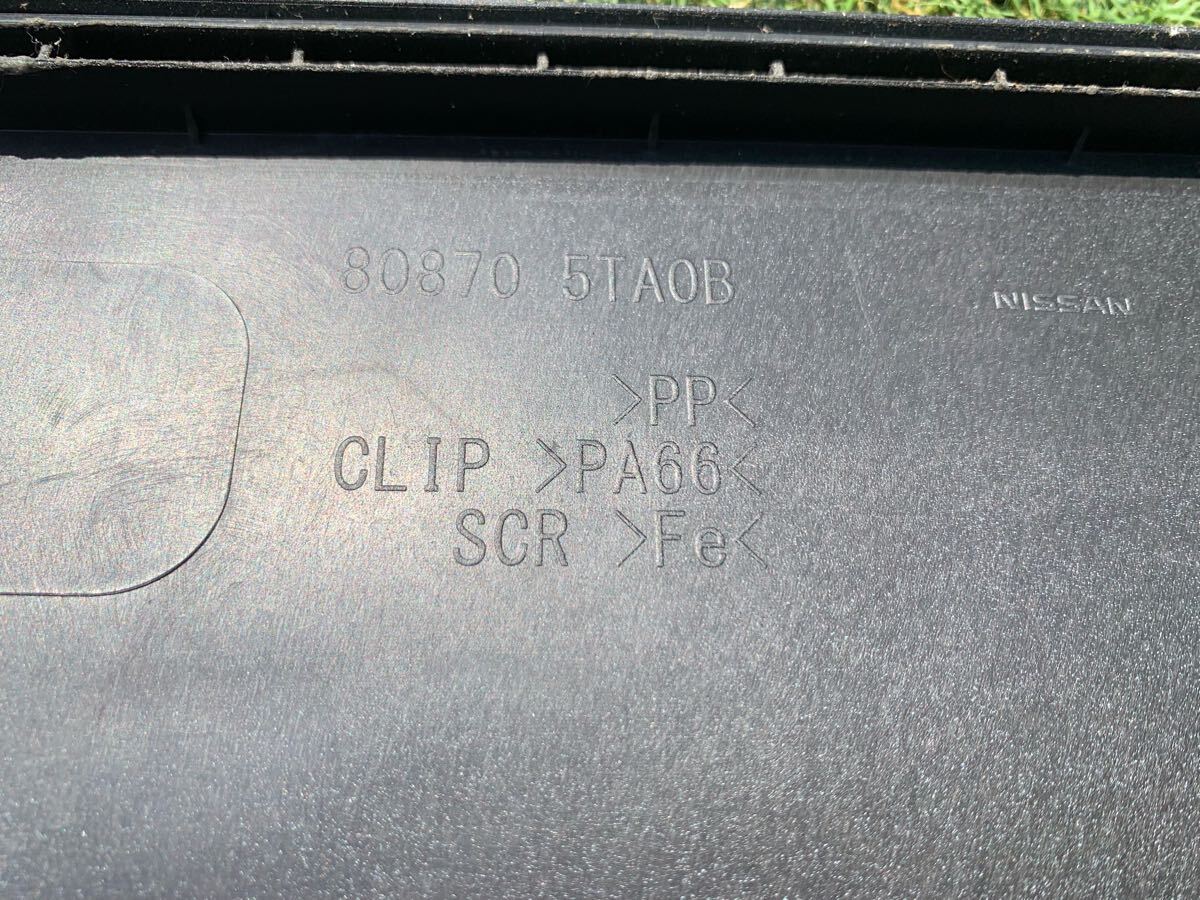 80870 5TA0B
NISSAN
>PP<
CLIP >PA66<
SCR >Fe<